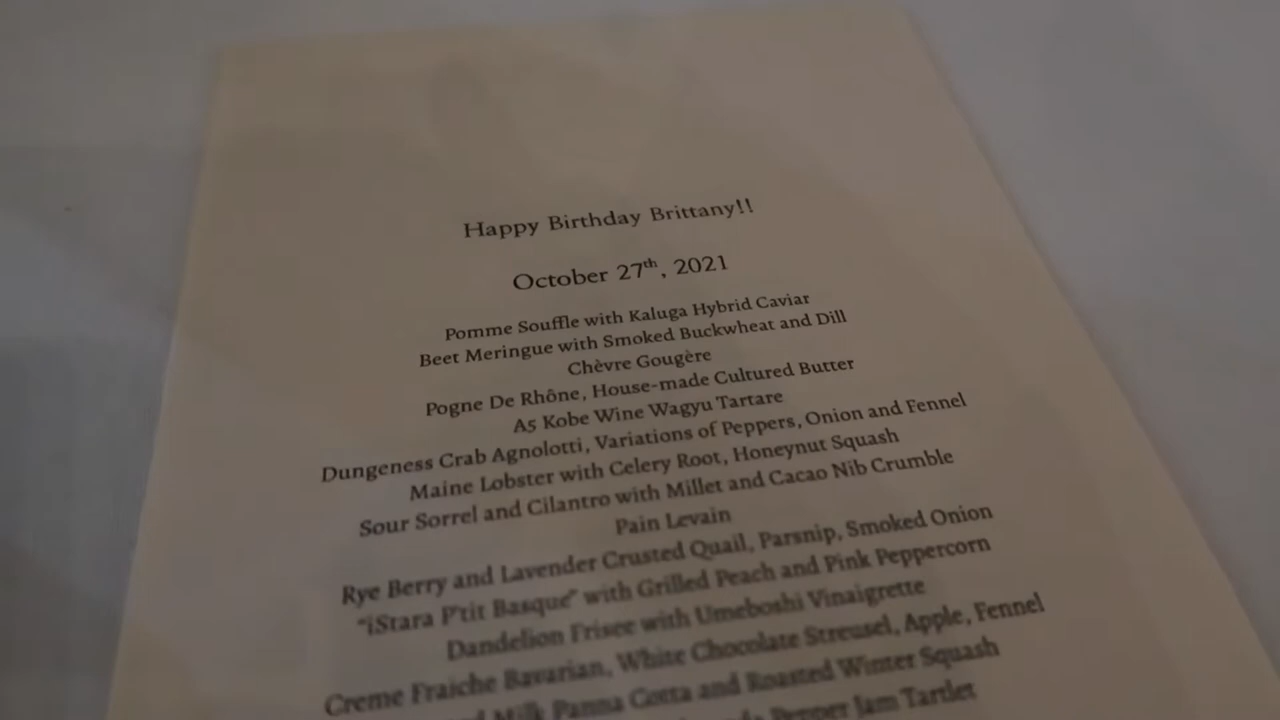 Happy Birthday Brittany!!
October 27th, 2021
Pomme Souffle with Kaluga Hybrid Caviar
Beet Meringue with Smoked Buckwheat and Dill
Chèvre Gougère
Pogne De Rhône, House-made Cultured Butter
A5 Kobe Wine Wagyu Tartare
Dungeness Crab Agnolotti, Variations of Peppers, Onion and Fennel
Maine Lobster with Celery Root, Honeynut Squash
Sour Sorrel and Cilantro with Millet and Cacao Nib Crumble
Pain Levain
Rye Berry and Lavender Crusted Quail, Parsnip, Smoked Onion
"iStara P'tit Basque" with Grilled Peach and Pink Peppercorn
Dandelion Frisee with Umeboshi Vinaigrette
Creme Fraiche Bavarian, White Chocolate Streusel, Apple, Fennel
Milk Panna Cotta and Roasted Winter Squash
Pepper Jam Tartlet